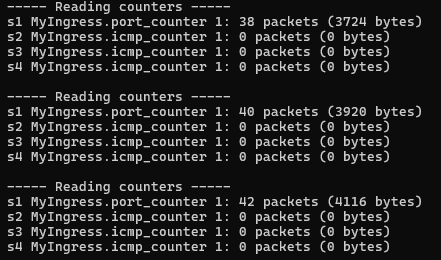 ----- Reading counters -----
s1 MyIngress.port_counter 1: 38 packets (3724 bytes)
s2 MyIngress.icmp_counter 1: 0 packets (0 bytes)
s3 MyIngress.icmp_counter 1: 0 packets (0 bytes)
s4 MyIngress.icmp_counter 1: 0 packets (0 bytes)
----- Reading counters -----
s1 MyIngress.port_counter 1: 40 packets (3920 bytes)
s2 MyIngress.icmp_counter 1: 0 packets (0 bytes)
s3 MyIngress.icmp_counter 1: 0 packets (0 bytes)
s4 MyIngress.icmp_counter 1: 0 packets (0 bytes)
----- Reading counters -----
s1 MyIngress.port_counter 1: 42 packets (4116 bytes)
s2 MyIngress.icmp_counter 1: 0 packets (0 bytes)
s3 MyIngress.icmp_counter 1: 0 packets (0 bytes)
s4 MyIngress.icmp_counter 1: 0 packets (0 bytes)